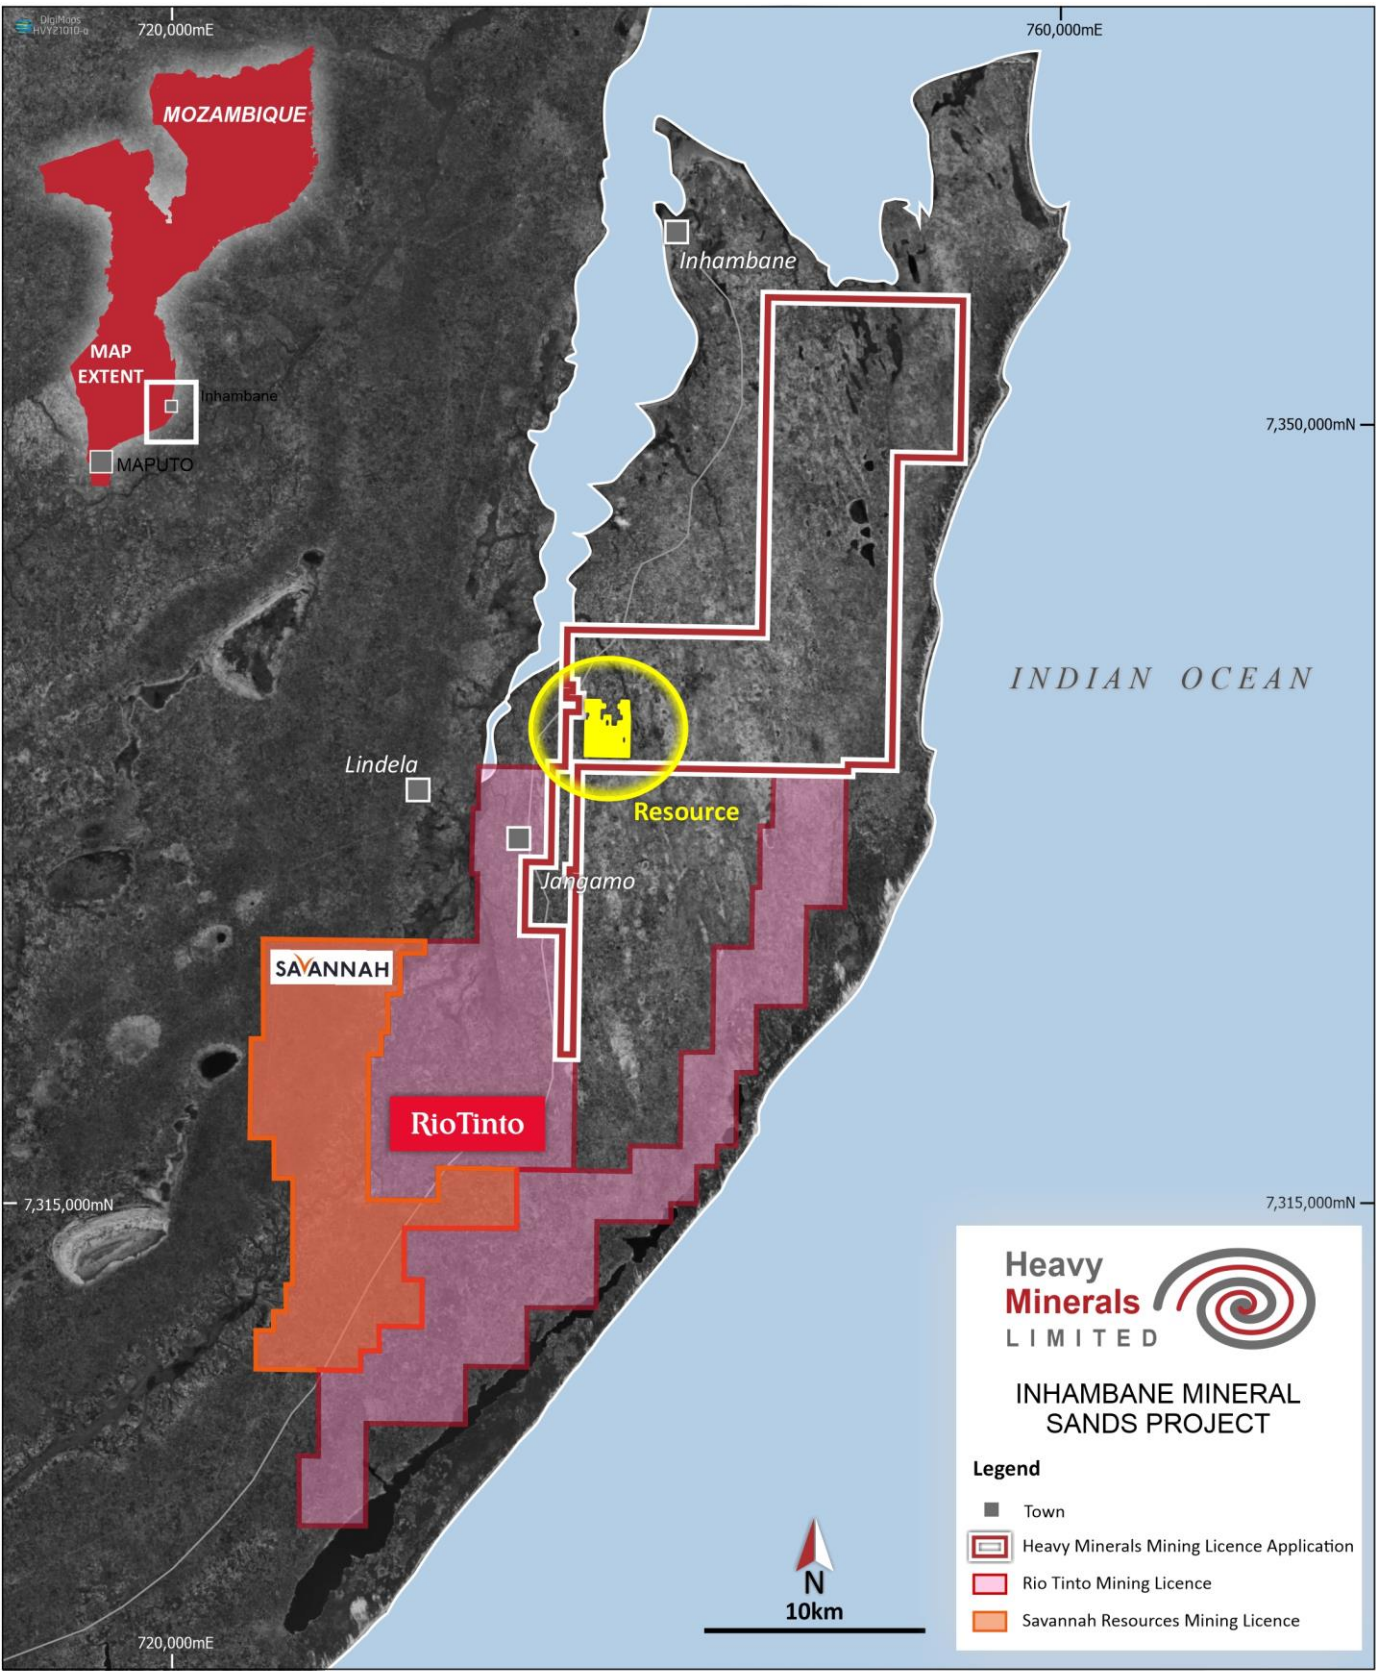 DigiMaps
HVY21010-a
720,000mE
760,000mE
MOZAMBIQUE
Inhambane
MAP
EXTENT
Inhambane
MAPUTO
7,350,000mN
INDIAN OCEAN
Lindela
Resource
Jangamo
SAVANNAH
RioTinto
7,315,000mN
7,315,000mN
Heavy
Minerals
LIMITED
INHAMBANE MINERAL
SANDS PROJECT
Legend
Town
Heavy Minerals Mining Licence Application
Rio Tinto Mining Licence
Savannah Resources Mining Licence
N
10km
720,000mE